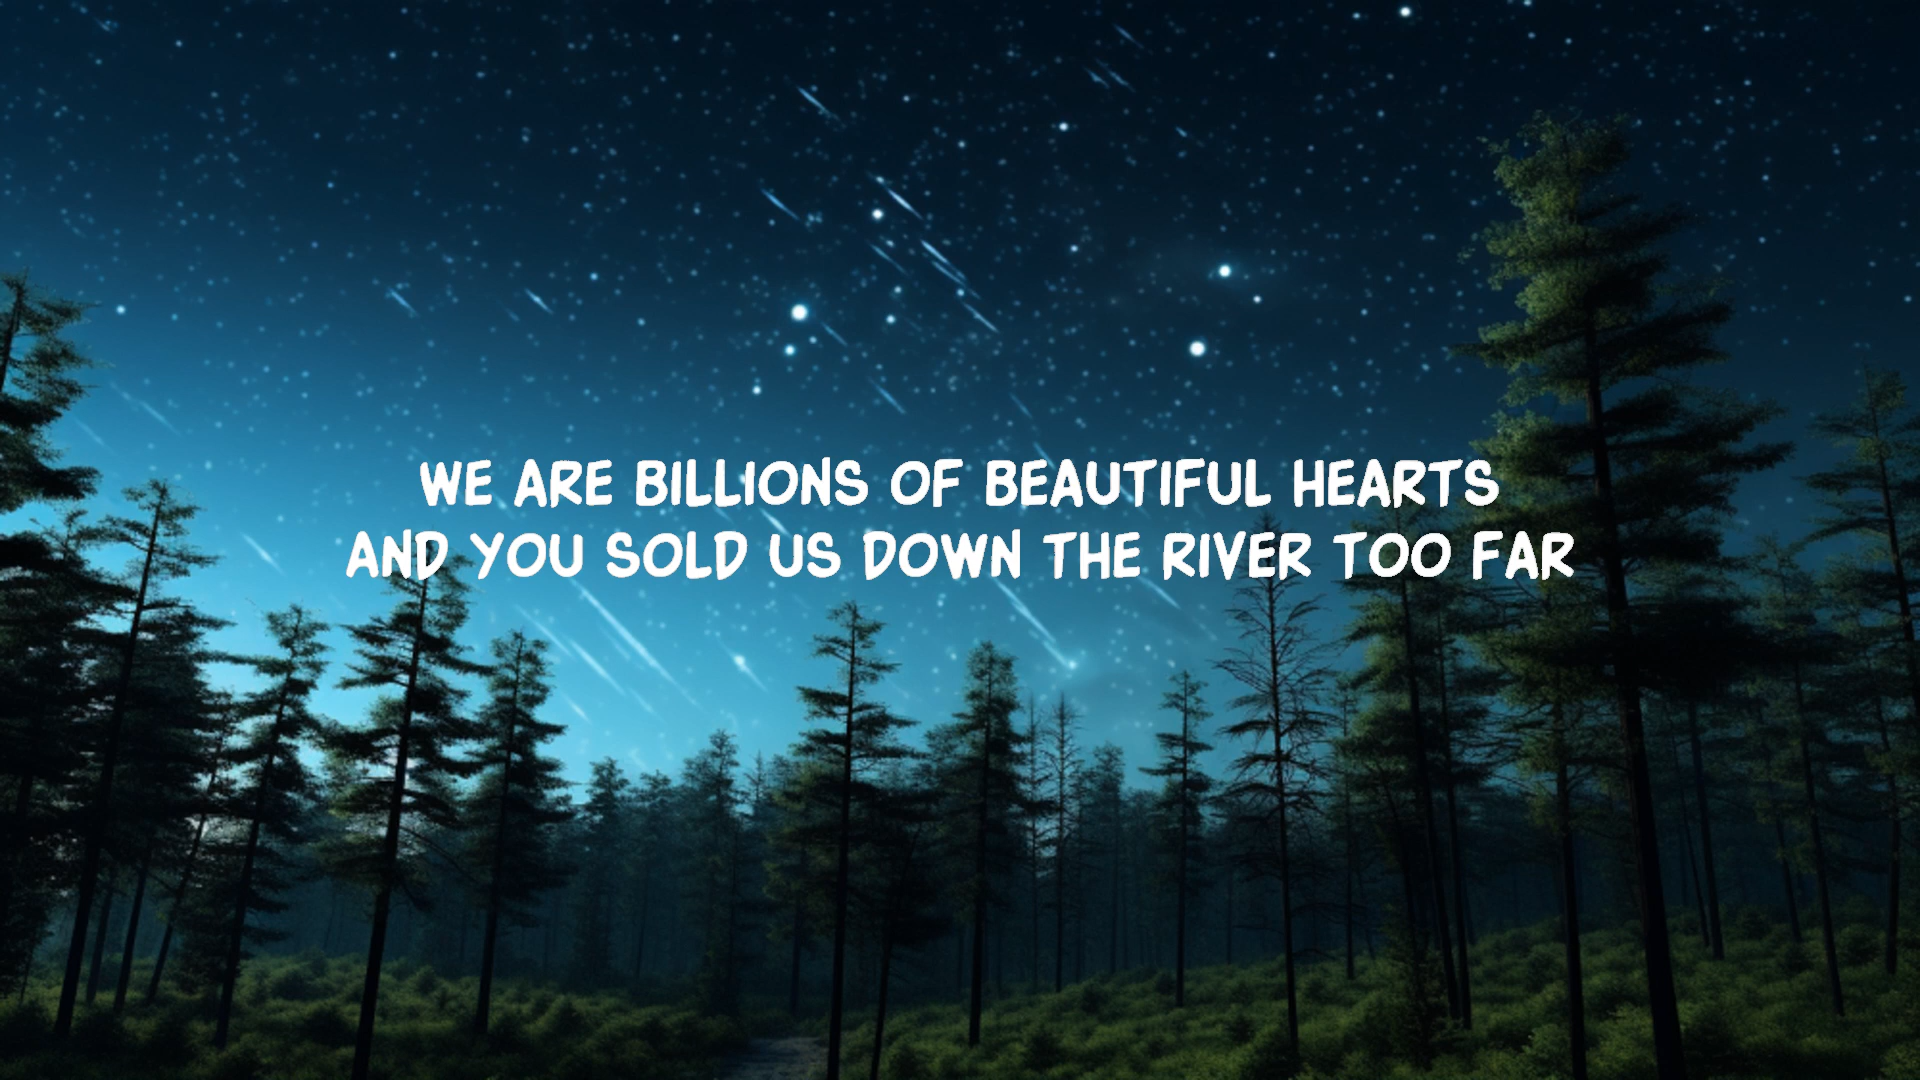 WE ARE BILLIONS OF BEAUTIFUL HEARTS
AND YOU SOLD US DOWN THE RIVER TOO FAR